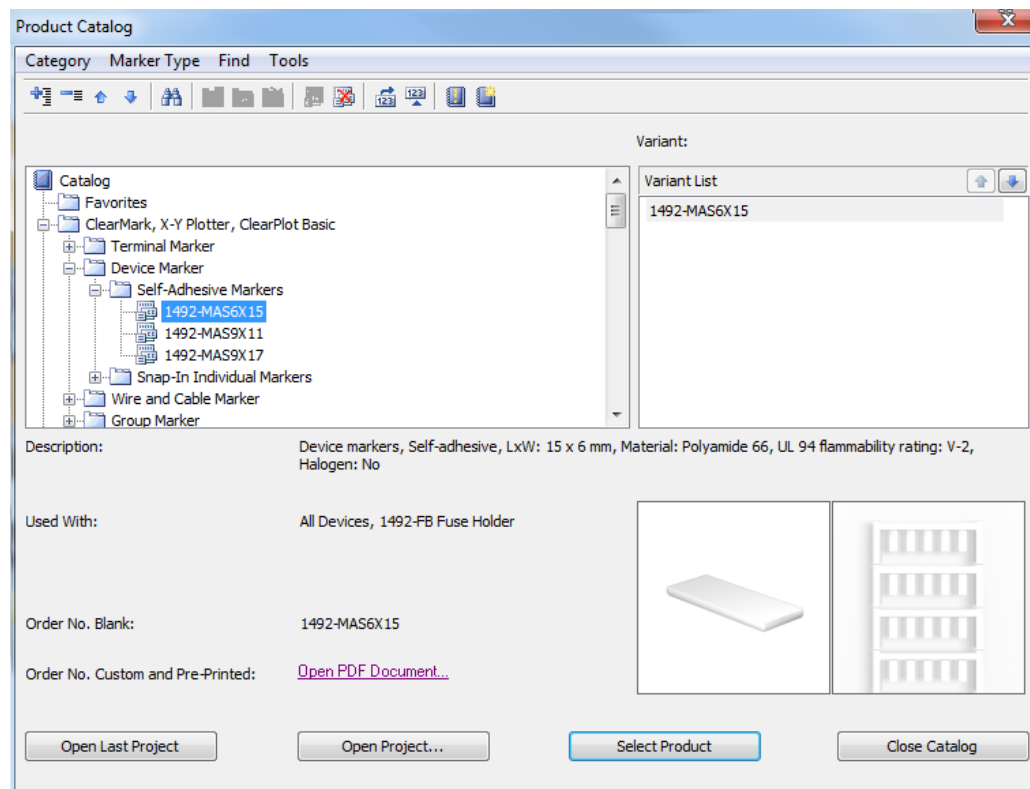 Product Catalog
Category Marker Type Find Tools
Variant:
Catalog
Favorites
ClearMark, X-Y Plotter, ClearPlot Basic
Terminal Marker
Device Marker
Self-Adhesive Markers
1492-MAS6X15
1492-MAS9X11
1492-MAS9X17
Snap-In Individual Markers
Wire and Cable Marker
Group Marker
Variant List
1492-MAS6X15
Description:
Device markers, Self-adhesive, LxW: 15 x 6 mm, Material: Polyamide 66, UL 94 flammability rating: V-2,
Halogen: No
Used With:
All Devices, 1492-FB Fuse Holder
Order No. Blank:
1492-MAS6X15
Order No. Custom and Pre-Printed:
Open PDF Document...
Open Last Project
Open Project...
Select Product
Close Catalog